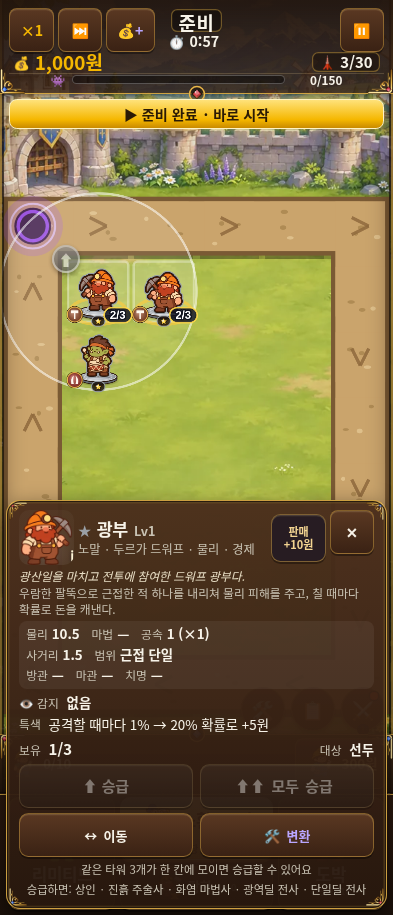 ×1
준비
0:57
1,000원
3/30
0/150
▶ 준비 완료 · 바로 시작
2/3
2/3
★ 광부 Lv1
노말 · 두르가 드워프 · 물리 · 경제
판매
+10원
×
광산일을 마치고 전투에 참여한 드워프 광부다.
우람한 팔뚝으로 근접한 적 하나를 내리쳐 물리 피해를 주고, 칠 때마다
확률로 돈을 캐낸다.
물리 10.5 마법 — 공속 1 (×1)
사거리 1.5 범위 근접 단일
방관 — 마관 — 치명 —
감지 없음
특색 공격할 때마다 1% → 20% 확률로 +5원
보유 1/3
대상 선두
⬆ 승급
⬆⬆ 모두 승급
↔ 이동
변환
같은 타워 3개가 한 칸에 모이면 승급할 수 있어요
승급하면: 상인 · 진흙 주술사 · 화염 마법사 · 광역딜 전사 · 단일딜 전사